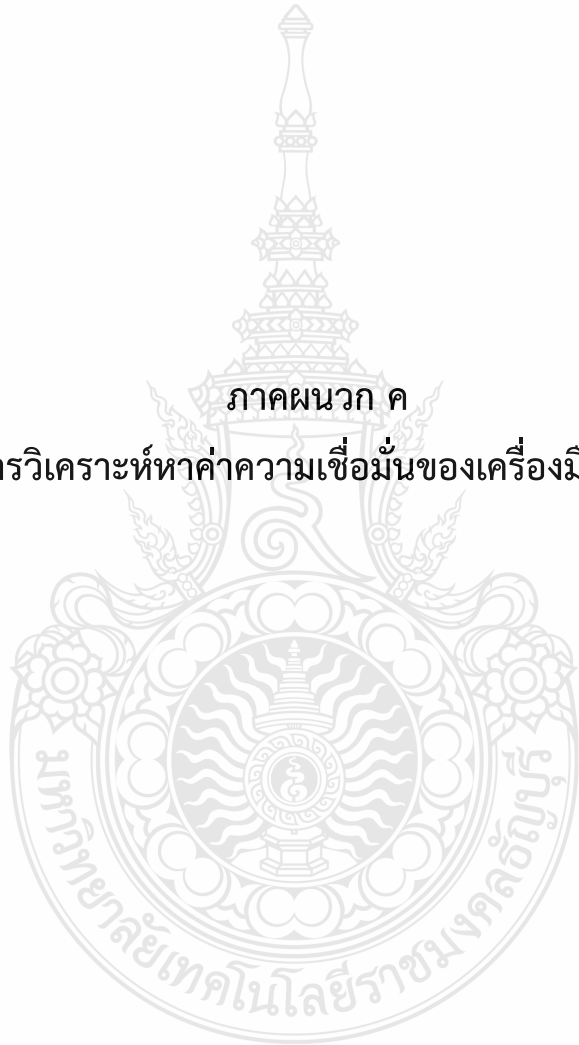 ภาคผนวก ค
วิเคราะห์หาค่าความเชื่อมั่นของเครื่องมื
มหาวิทยาลัยเทคโนโลยีราชมงคลธัญบุรี